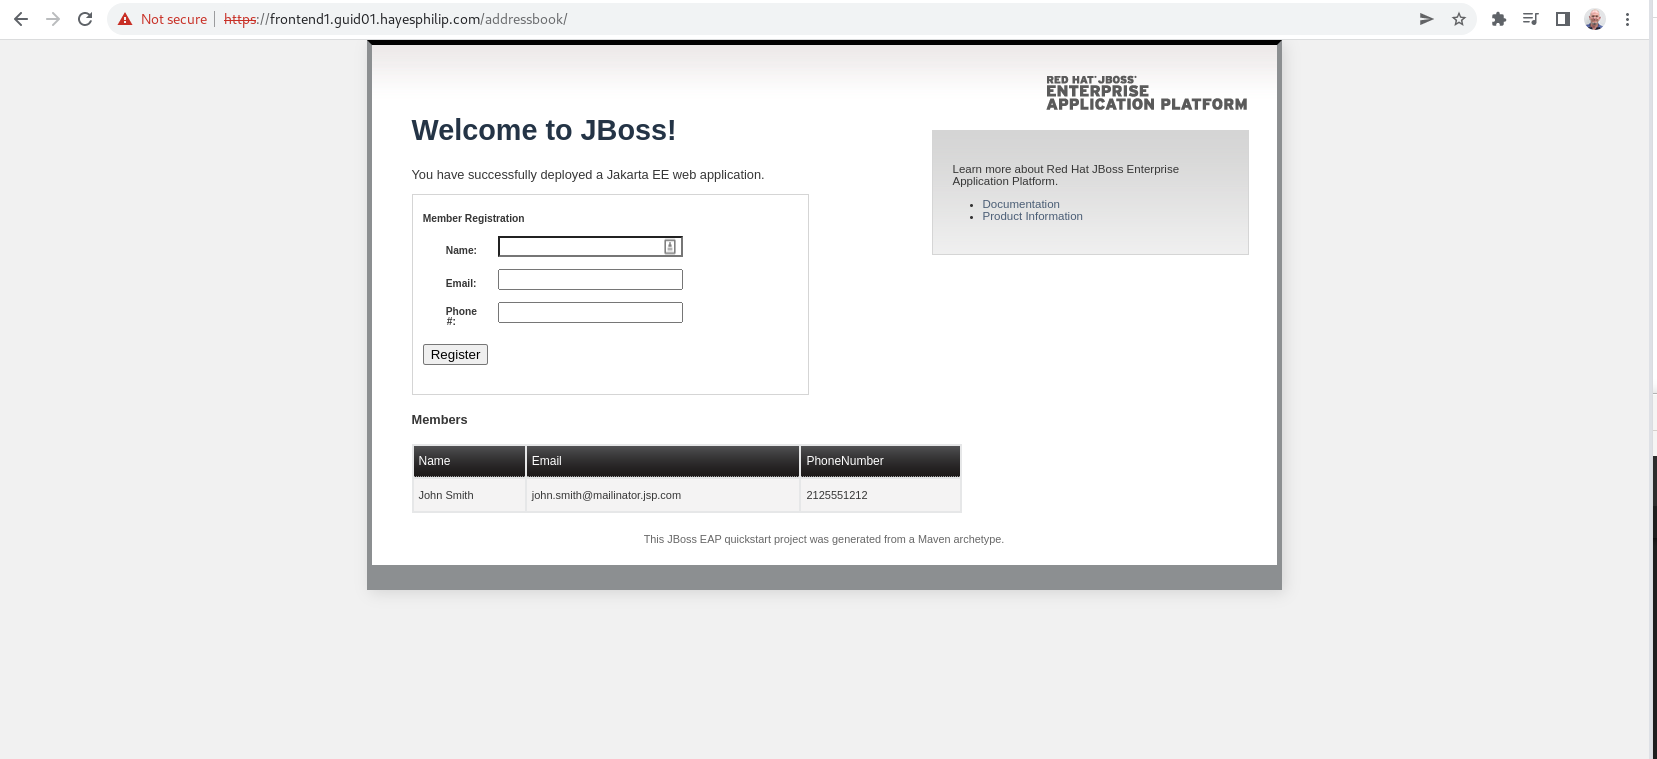 Not secure | https://frontend1.guid01.hayesphilip.com/addressbook/
RED HAT® JBOSS®
ENTERPRISE
APPLICATION PLATFORM
Welcome to JBoss!
You have successfully deployed a Jakarta EE web application.
Learn more about Red Hat JBoss Enterprise
Application Platform.
• Documentation
• Product Information
Member Registration
Name:
Email:
Phone
#:
Register
Members
Name Email PhoneNumber
John Smith john.smith@mailinator.jsp.com 2125551212
This JBoss EAP quickstart project was generated from a Maven archetype.